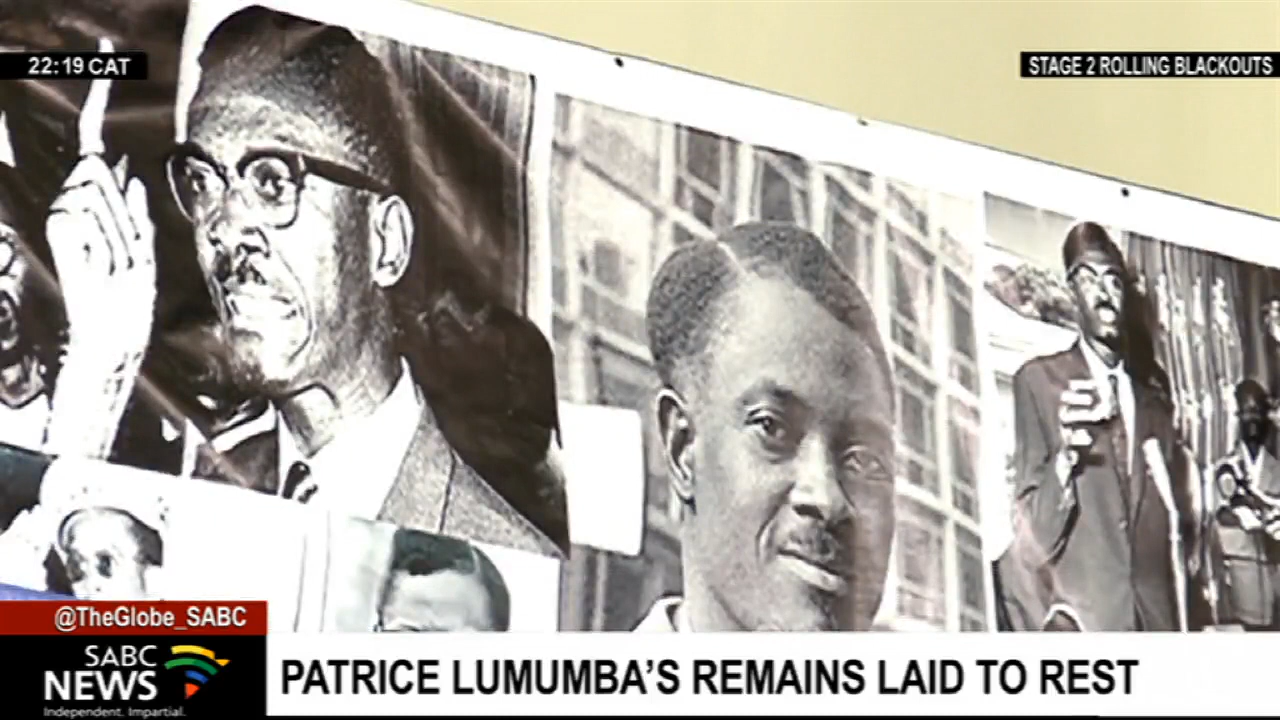 22:19 CAT
STAGE 2 ROLLING BLACKOUTS
@TheGlobe_SABC
SABC
NEWS
Independent. Impartial.
PATRICE LUMUMBA'S REMAINS LAID TO REST